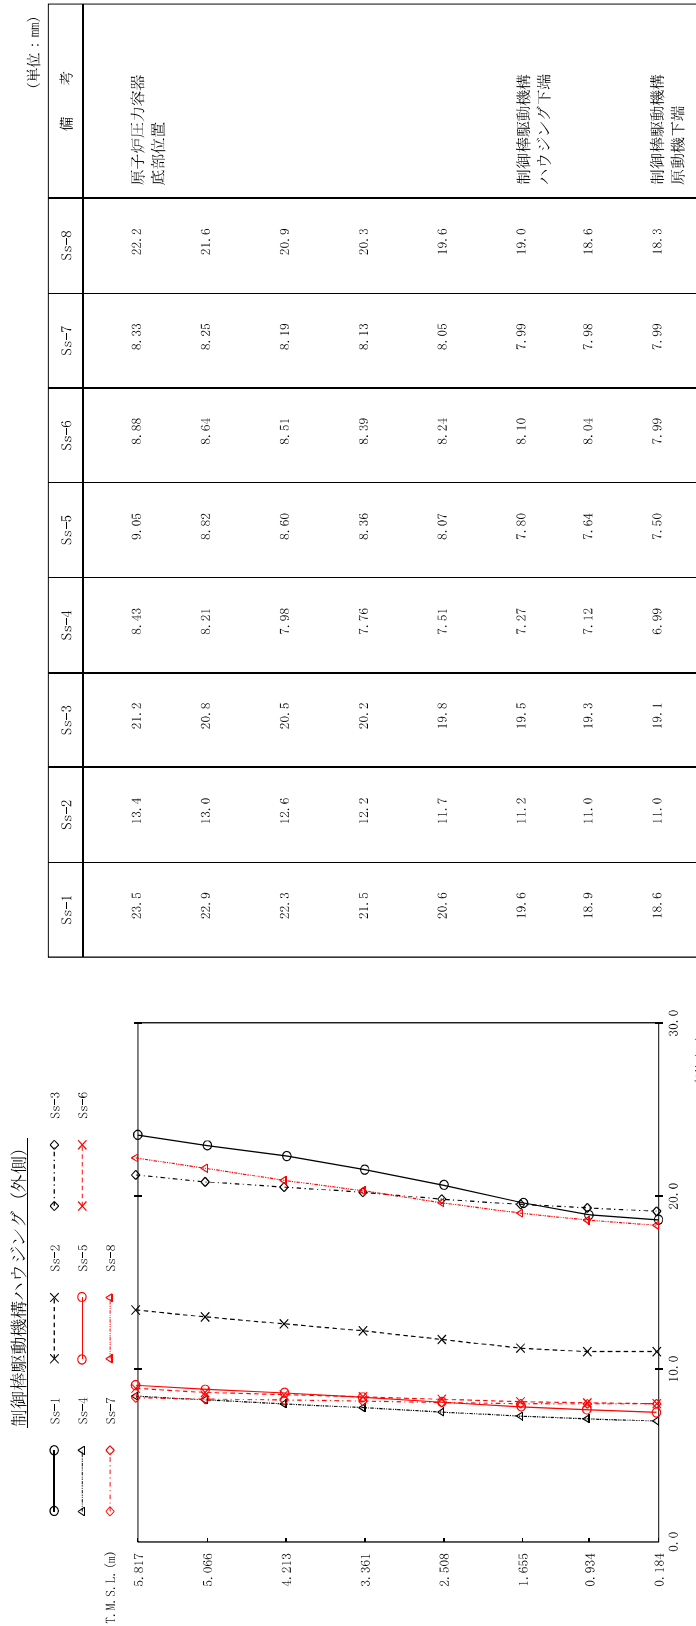 制御棒駆動機構ハウジング（外側）
Ss-1 Ss-2 Ss-3
Ss-4 Ss-5 Ss-6
Ss-7 Ss-8
T.M.S.L.(m)
5.817
5.066
4.213
3.361
2.508
1.655
0.934
0.184
0.0 10.0 20.0 30.0
(単位：mm)
Ss-1 Ss-2 Ss-3 Ss-4 Ss-5 Ss-6 Ss-7 Ss-8 備 考
23.5 13.4 21.2 8.43 9.05 8.88 8.33 22.2 原子炉圧力容器
底部位置
22.9 13.0 20.8 8.21 8.82 8.64 8.25 21.6
22.3 12.6 20.5 7.98 8.60 8.51 8.19 20.9
21.5 12.2 20.2 7.76 8.36 8.39 8.13 20.3
20.6 11.7 19.8 7.51 8.07 8.24 8.05 19.6
19.6 11.2 19.5 7.27 7.80 8.10 7.99 19.0 制御棒駆動機構
ハウジング下端
18.9 11.0 19.3 7.12 7.64 8.04 7.98 18.6
18.6 11.0 19.1 6.99 7.50 7.99 7.99 18.3 制御棒駆動機構
原動機下端